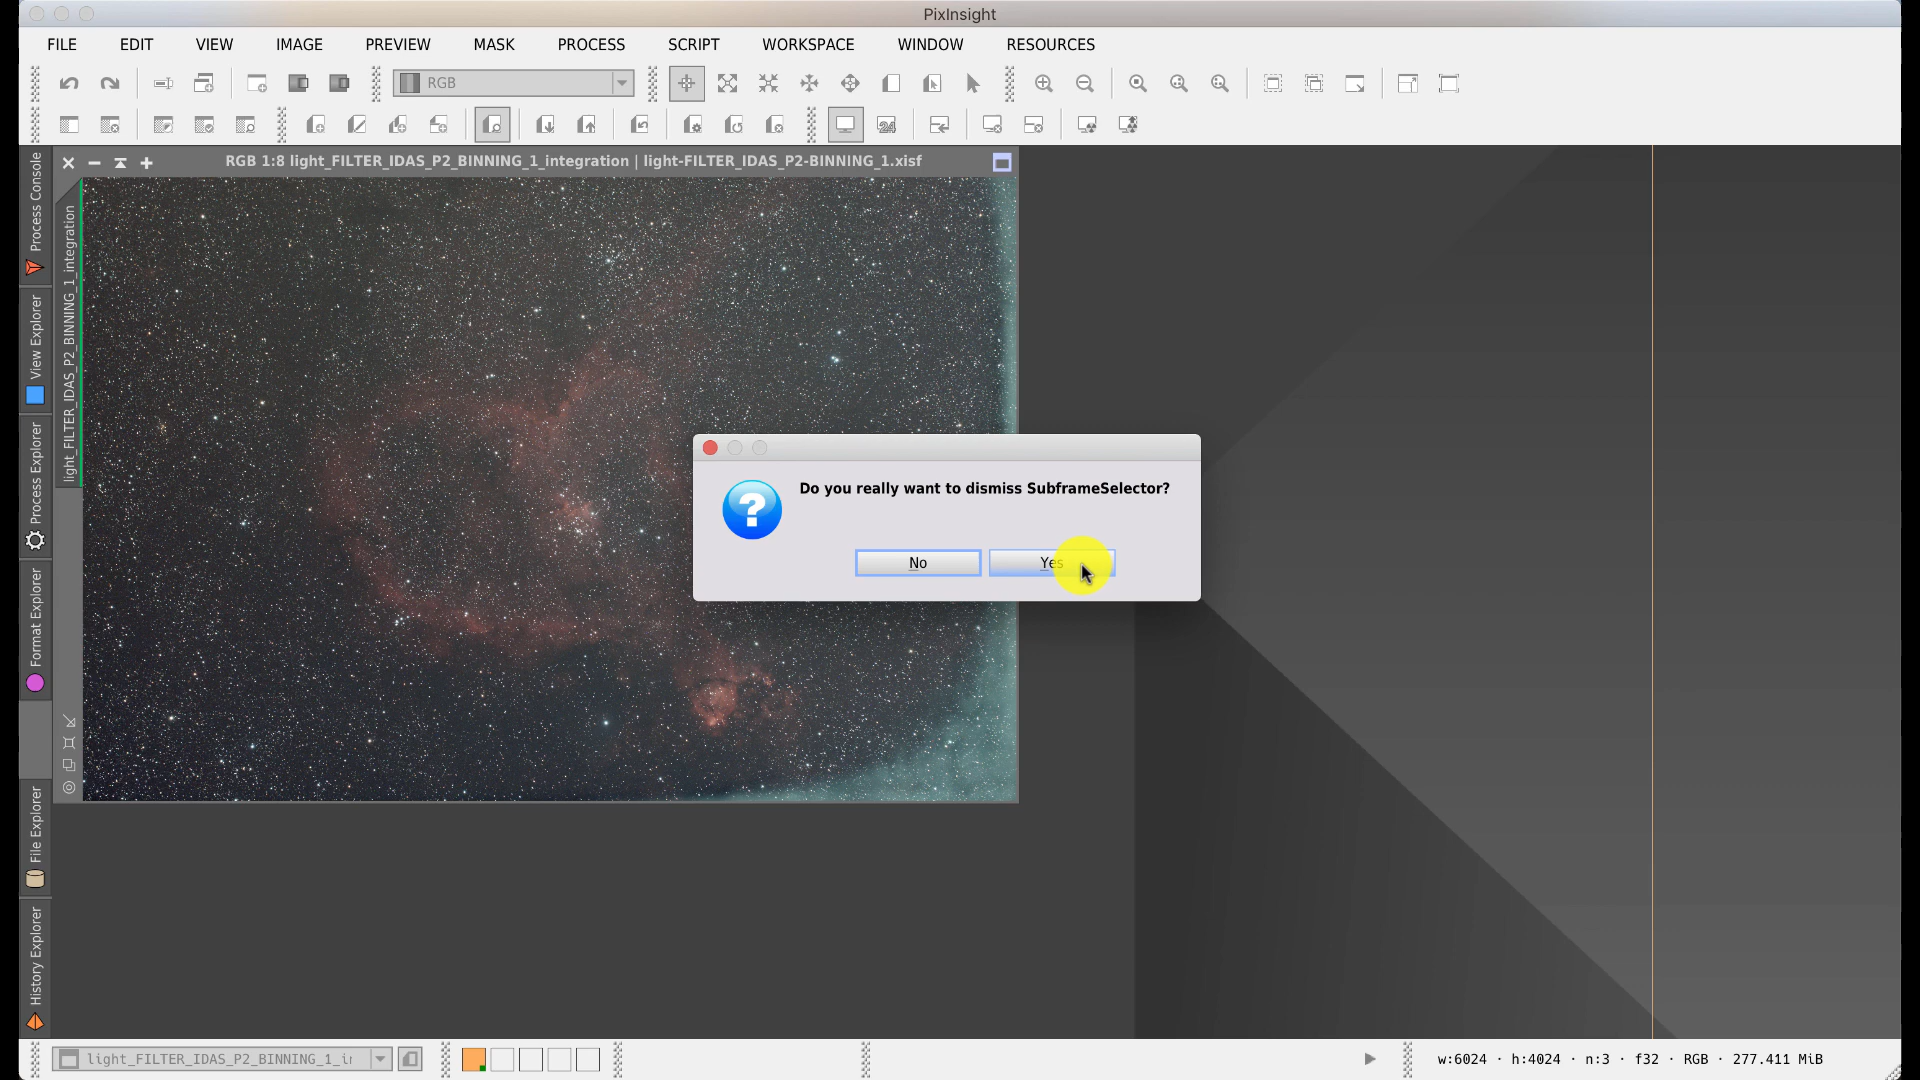 PixInsight
FILE EDIT VIEW IMAGE PREVIEW MASK PROCESS SCRIPT WORKSPACE WINDOW RESOURCES
RGB
24
RGB 1:8 light_FILTER_IDAS_P2_BINNING_1_integration | light-FILTER_IDAS_P2-BINNING_1.xisf
Process Console
View Explorer
Process Explorer
Format Explorer
File Explorer
History Explorer
light_FILTER_IDAS_P2_BINNING_1_integration
Do you really want to dismiss SubframeSelector?
No Yes
light_FILTER_IDAS_P2_BINNING_1_ir
w:6024 · h:4024 · n:3 · f32 · RGB · 277.411 MiB